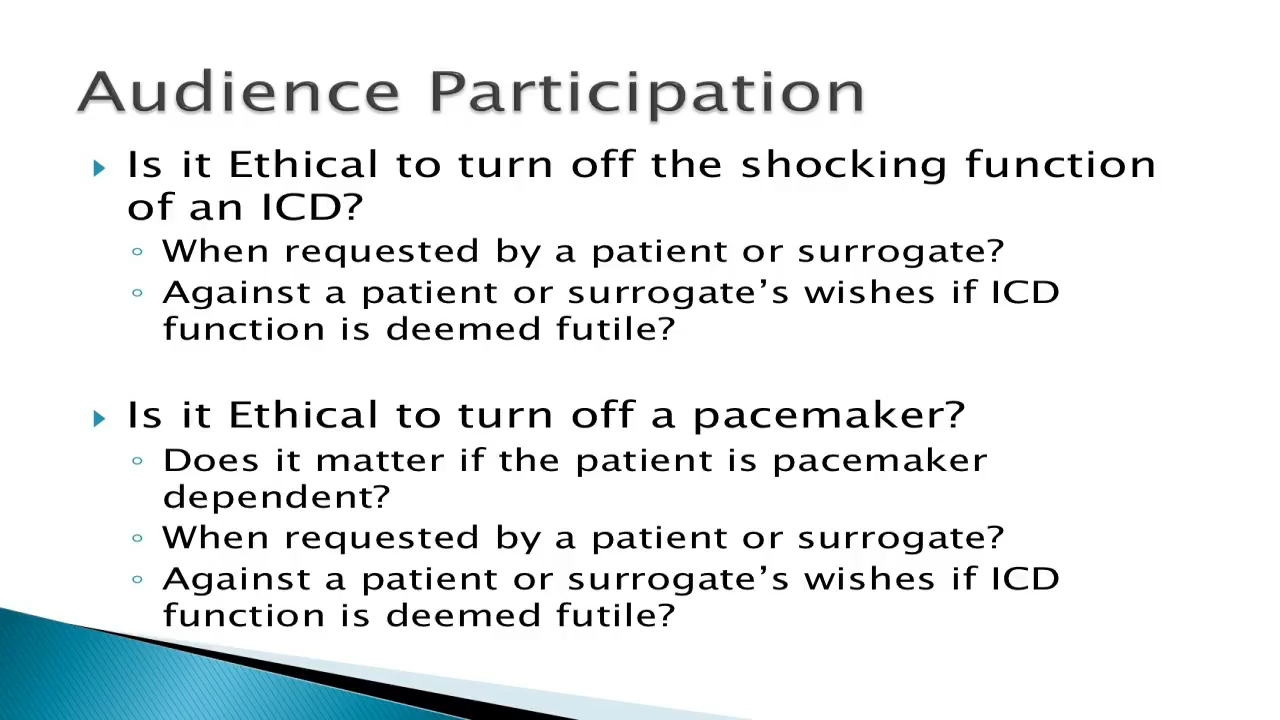 Audience Participation
Is it Ethical to turn off the shocking function
of an ICD?
When requested by a patient or surrogate?
Against a patient or surrogate’s wishes if ICD
function is deemed futile?
Is it Ethical to turn off a pacemaker?
Does it matter if the patient is pacemaker
dependent?
When requested by a patient or surrogate?
Against a patient or surrogate’s wishes if ICD
function is deemed futile?